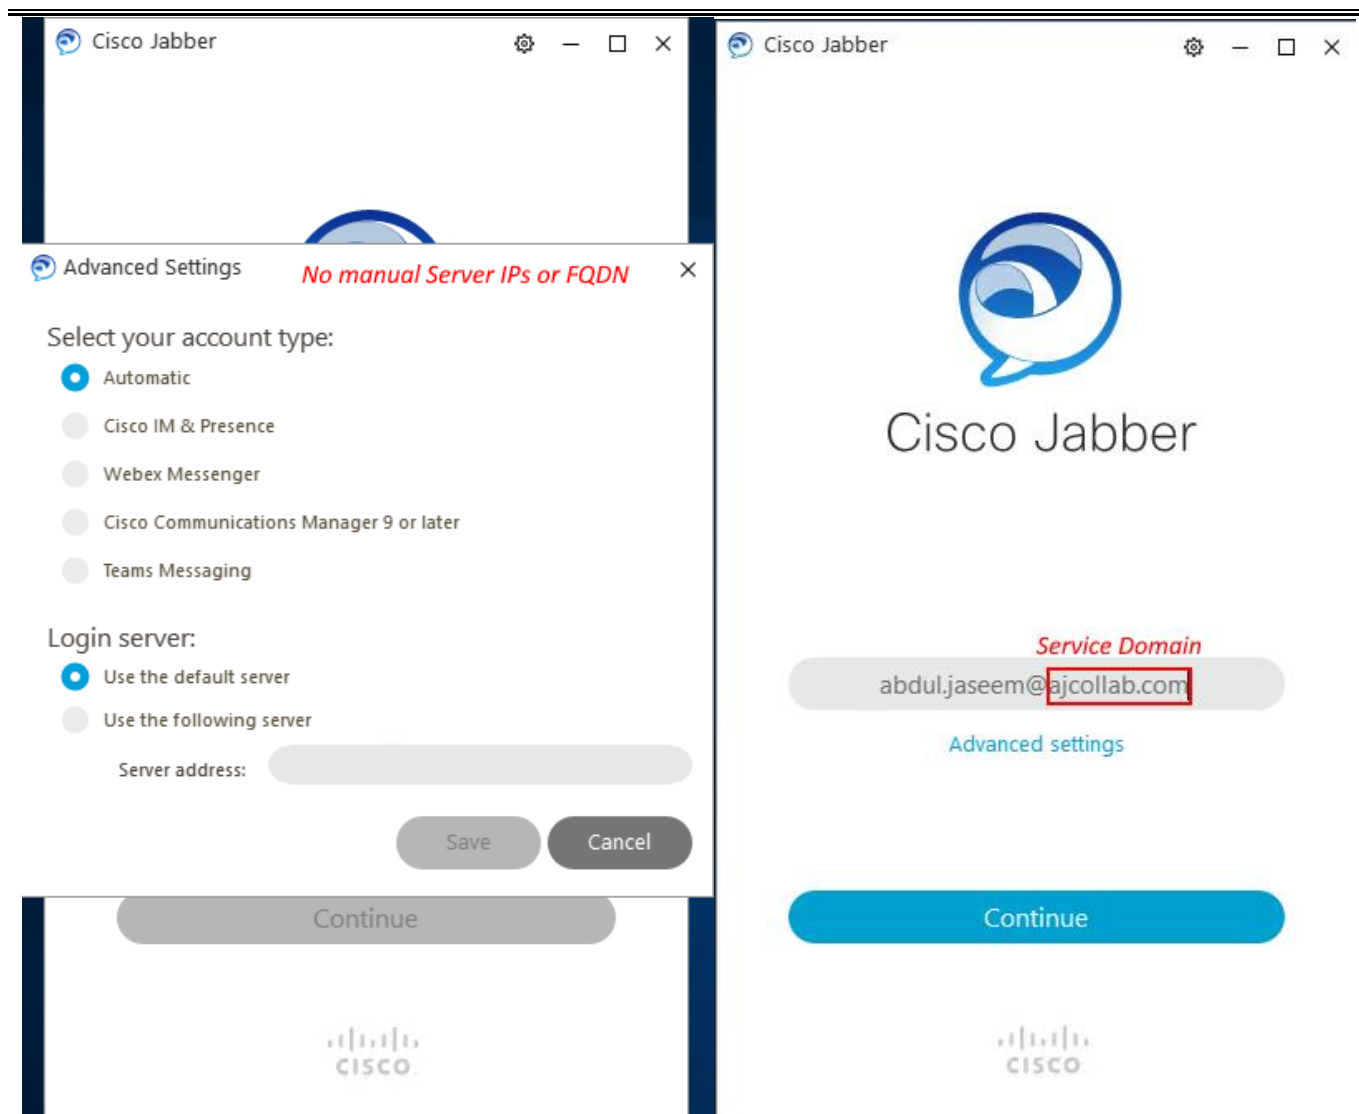 Cisco Jabber
Advanced Settings
No manual Server IPs or FQDN
Select your account type:
Automatic
Cisco IM & Presence
Webex Messenger
Cisco Communications Manager 9 or later
Teams Messaging
Login server:
Use the default server
Use the following server
Server address:
Save
Cancel
Continue
CISCO
Cisco Jabber
Cisco Jabber
Service Domain
abdul.jaseem@ajcollab.com
Advanced settings
Continue
CISCO